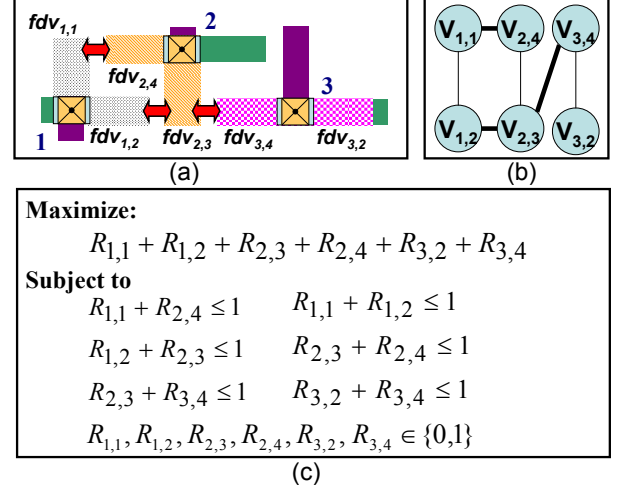 fdv1,1
2
fdv2,4
3
1
fdv1,2
fdv2,3
fdv3,4
fdv3,2
(a)
V1,1 V2,4 V3,4
V1,2 V2,3 V3,2
(b)
Maximize:
R1,1 + R1,2 + R2,3 + R2,4 + R3,2 + R3,4
Subject to
R1,1 + R2,4 ≤ 1 R1,1 + R1,2 ≤ 1
R1,2 + R2,3 ≤ 1 R2,3 + R2,4 ≤ 1
R2,3 + R3,4 ≤ 1 R3,2 + R3,4 ≤ 1
R1,1, R1,2, R2,3, R2,4, R3,2, R3,4 ∈ {0,1}
(c)